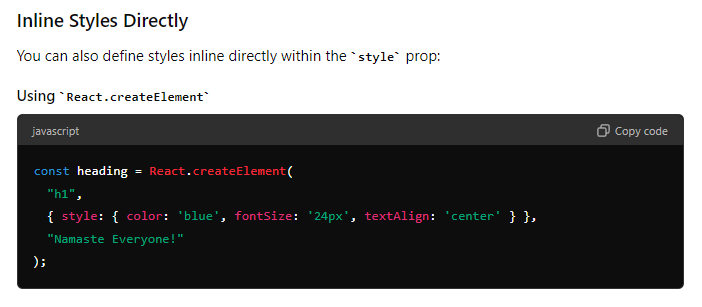 Inline Styles Directly
You can also define styles inline directly within the `style` prop:
Using `React.createElement`
javascript
Copy code
const heading = React.createElement(
  "h1",
  { style: { color: 'blue', fontSize: '24px', textAlign: 'center' } },
  "Namaste Everyone!"
);